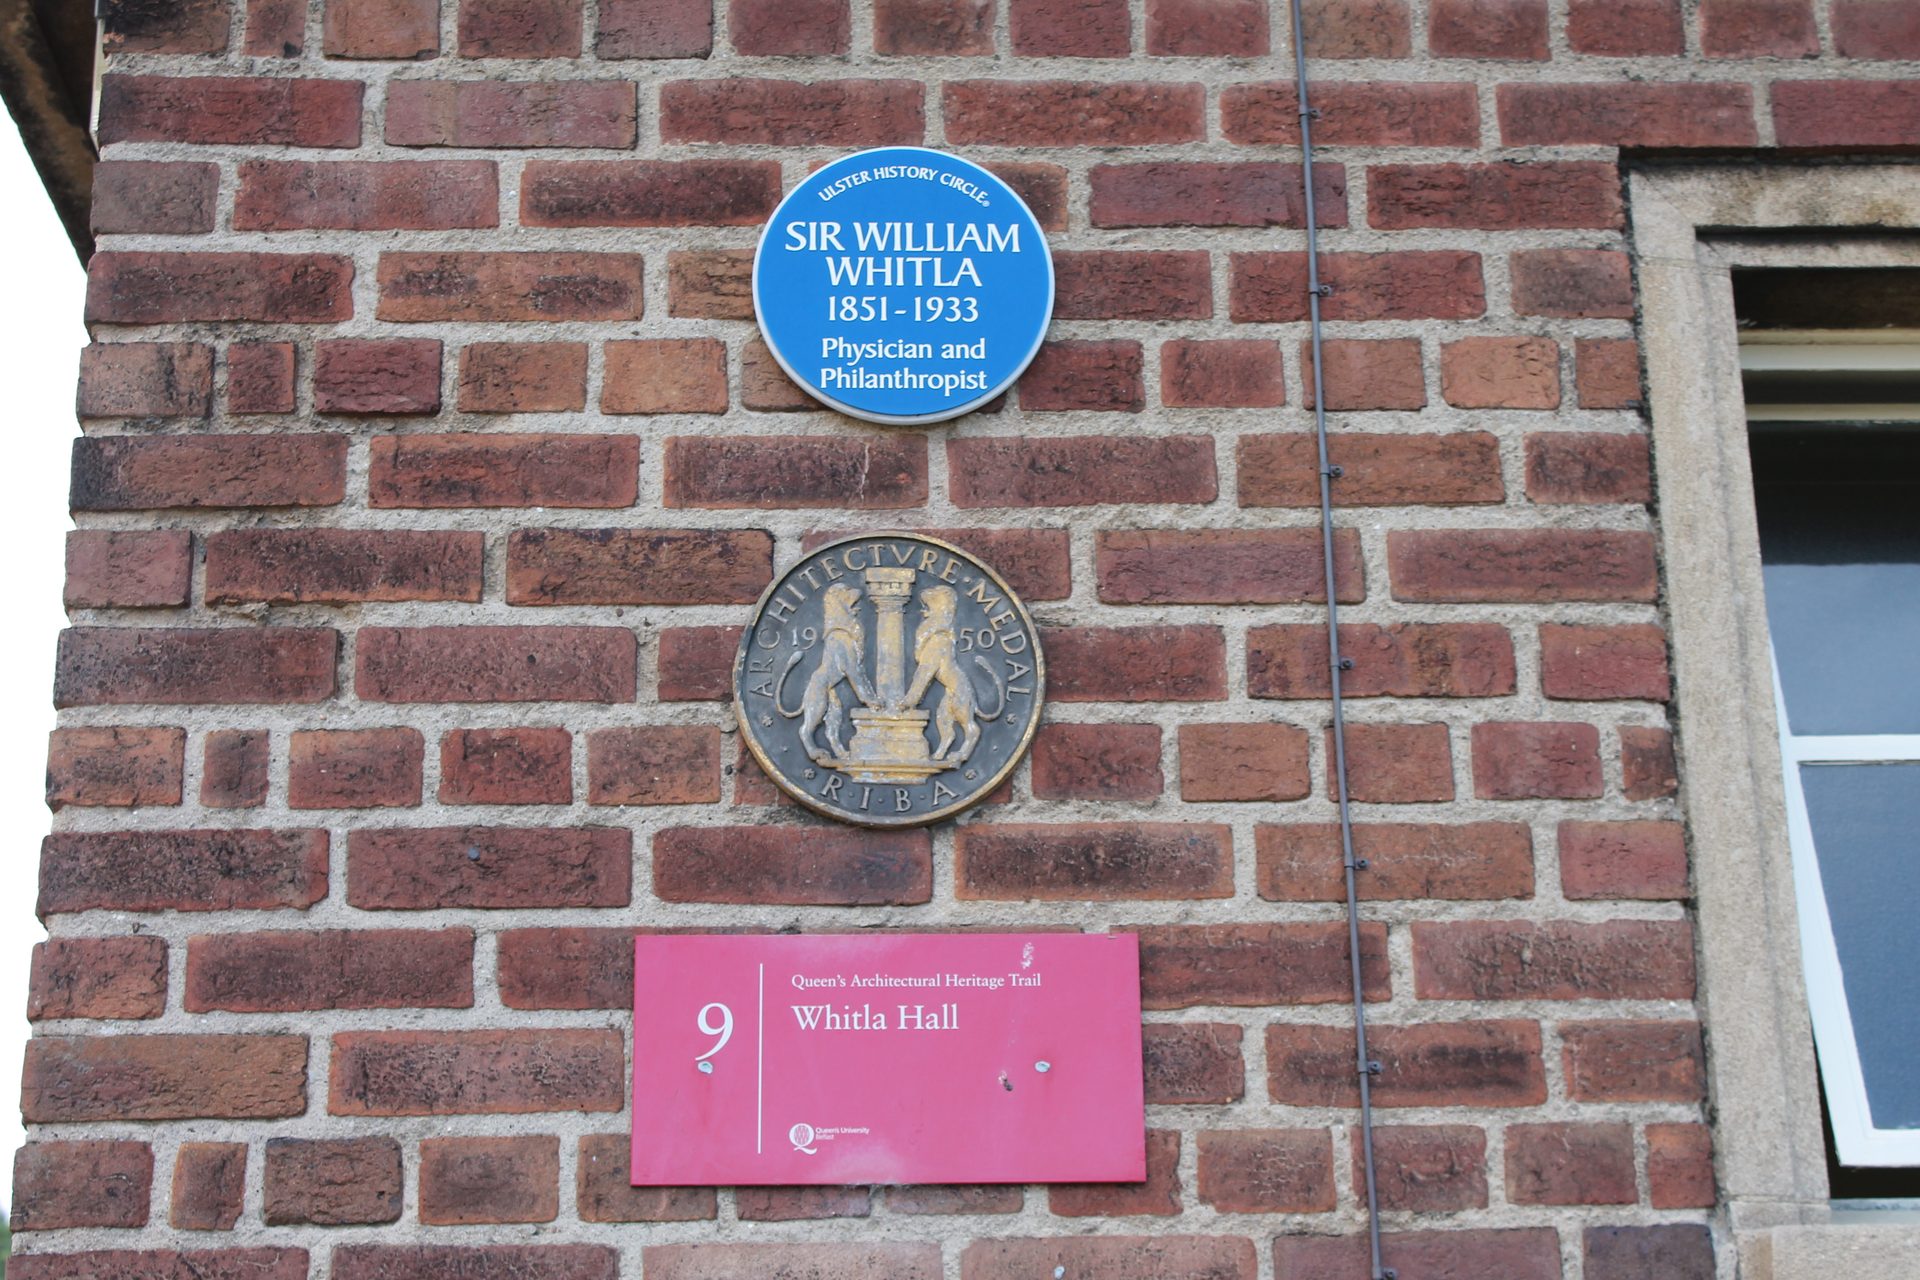 ULSTER HISTORY CIRCLE®
SIR WILLIAM
WHITLA
1851-1933
Physician and
Philanthropist
ARCHITECTVRE·MEDAL
19 50
·R·I·B·A·
9
Queen's Architectural Heritage Trail
Whitla Hall
Queen's University
Belfast